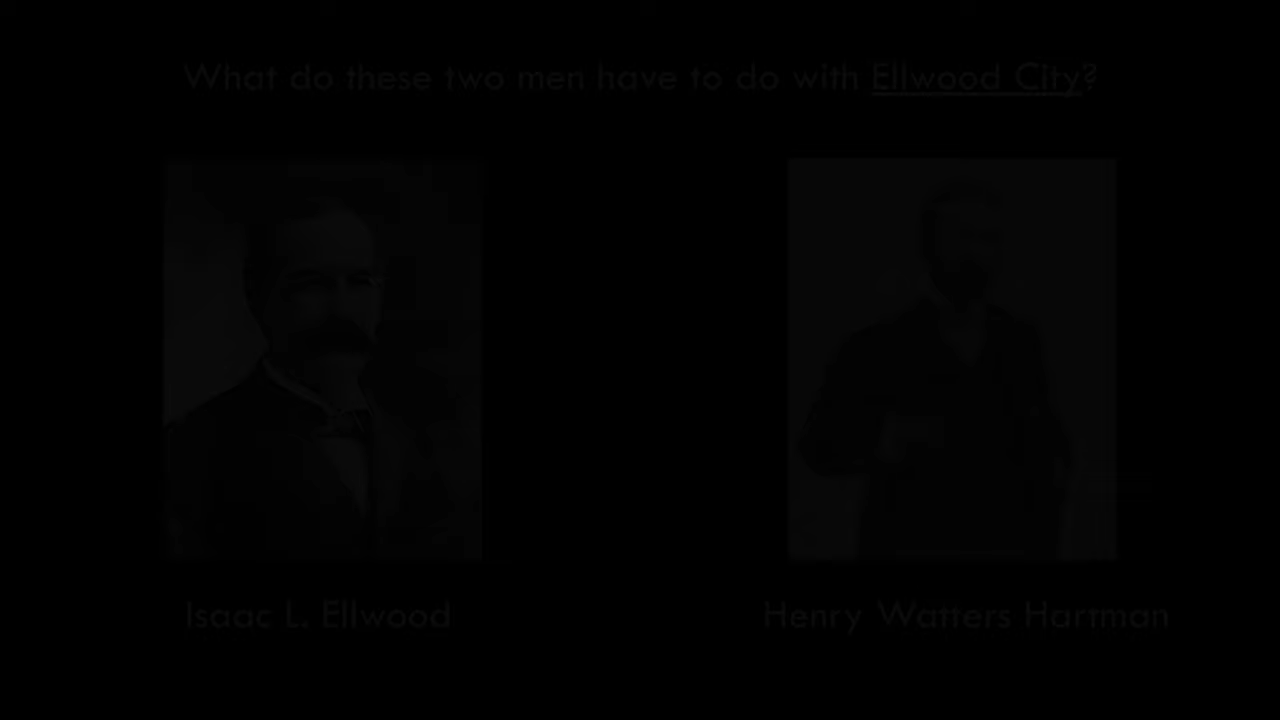 What do these two men have to do with Ellwood City?
Isaac L. Ellwood
Henry Watters Hartman